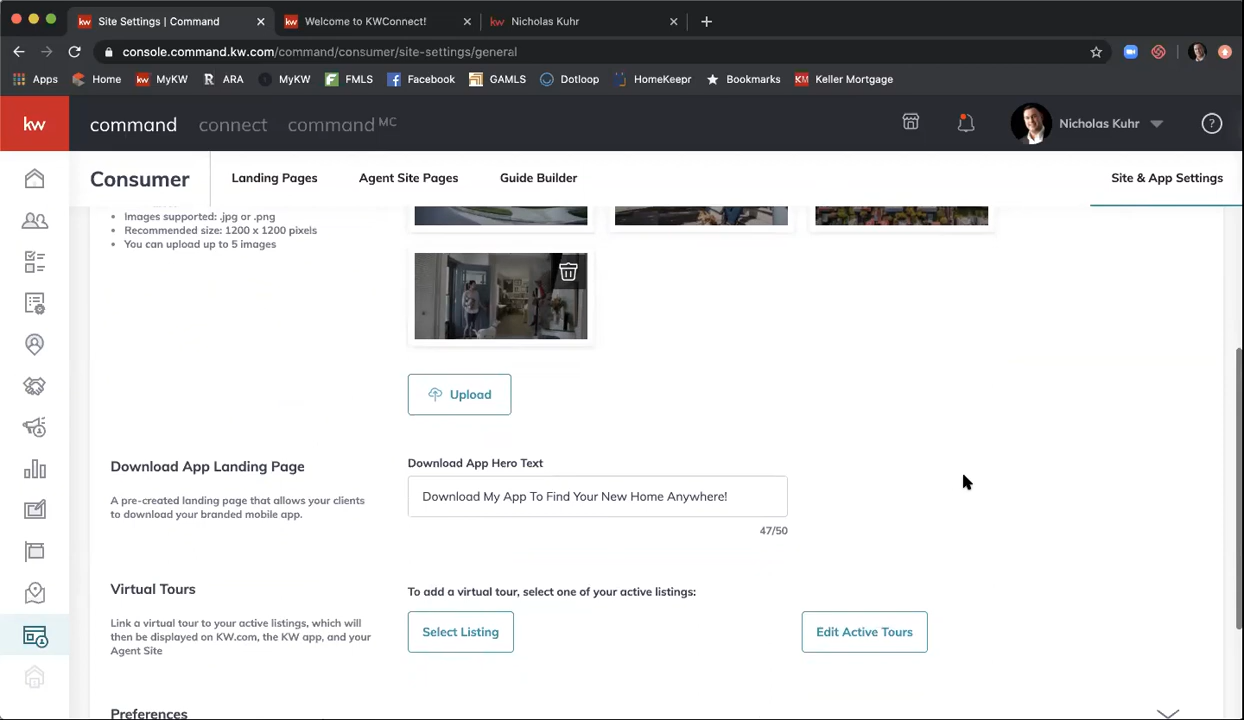 Site Settings | Command
kw Welcome to KWConnect!
kw Nicholas Kuhr
console.command.kw.com/command/consumer/site-settings/general
Apps Home kw MyKW R ARA MyKW FMLS Facebook GAMLS Dotloop HomeKeepr Bookmarks KM Keller Mortgage
kw command connect command MC Nicholas Kuhr ?
Consumer Landing Pages Agent Site Pages Guide Builder Site & App Settings
Images supported: .jpg or .png
Recommended size: 1200 x 1200 pixels
You can upload up to 5 images
Upload
Download App Landing Page
A pre-created landing page that allows your clients
to download your branded mobile app.
Download App Hero Text
Download My App To Find Your New Home Anywhere!
47/50
Virtual Tours
Link a virtual tour to your active listings, which will
then be displayed on KW.com, the KW app, and your
Agent Site
To add a virtual tour, select one of your active listings:
Select Listing
Edit Active Tours
Preferences